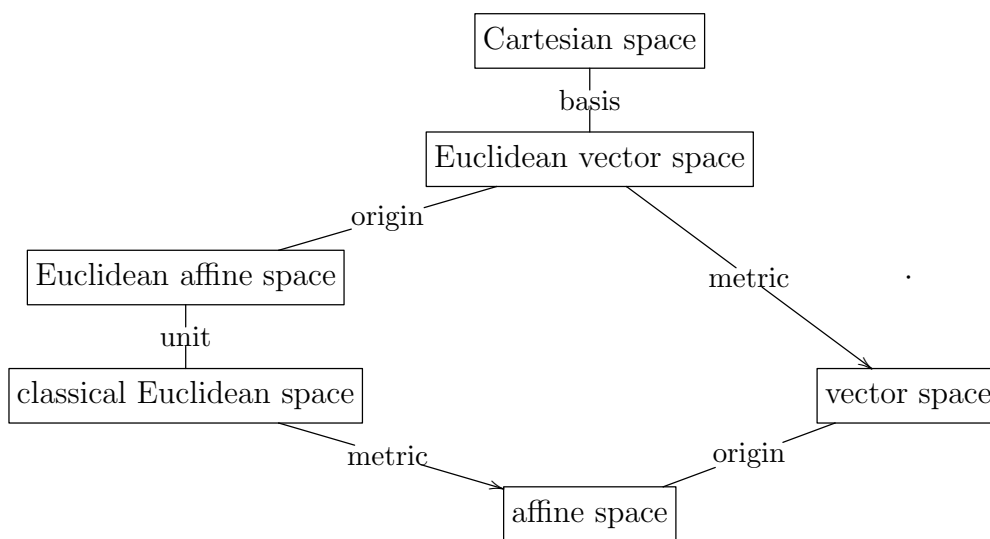 Cartesian space
basis
Euclidean vector space
origin
Euclidean affine space
metric
.
unit
classical Euclidean space
vector space
metric
origin
affine space